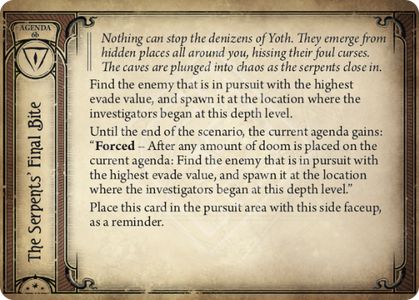 AGENDA
6b
The Serpents' Final Bite
Nothing can stop the denizens of Yoth. They emerge from
hidden places all around you, hissing their foul curses.
The caves are plunged into chaos as the serpents close in.
Find the enemy that is in pursuit with the highest
evade value, and spawn it at the location where the
investigators began at this depth level.
Until the end of the scenario, the current agenda gains:
“Forced – After any amount of doom is placed on the
current agenda: Find the enemy that is in pursuit with
the highest evade value, and spawn it at the location
where the investigators began at this depth level.”
Place this card in the pursuit area with this side faceup,
as a reminder.